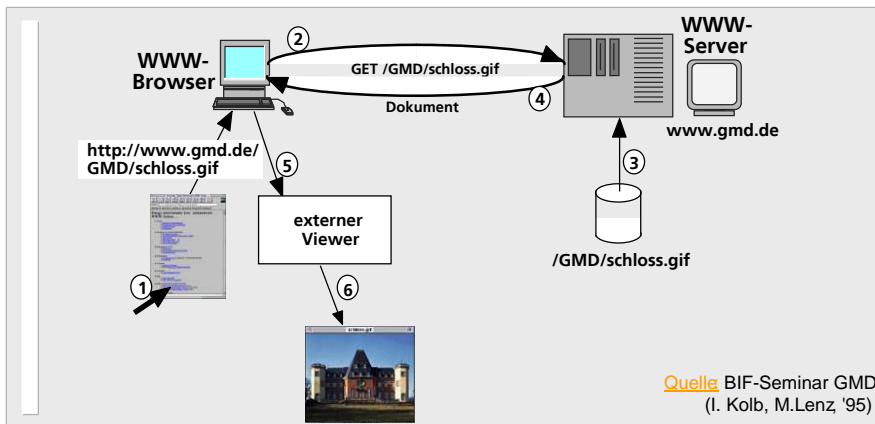 WWW-
Browser
2
GET /GMD/schloss.gif
4
Dokument
WWW-
Server
www.gmd.de
http://www.gmd.de/
GMD/schloss.gif
5
3
externer
Viewer
/GMD/schloss.gif
1
6
schloss.gif
Quelle: BIF-Seminar GMD
(I. Kolb, M.Lenz, '95)